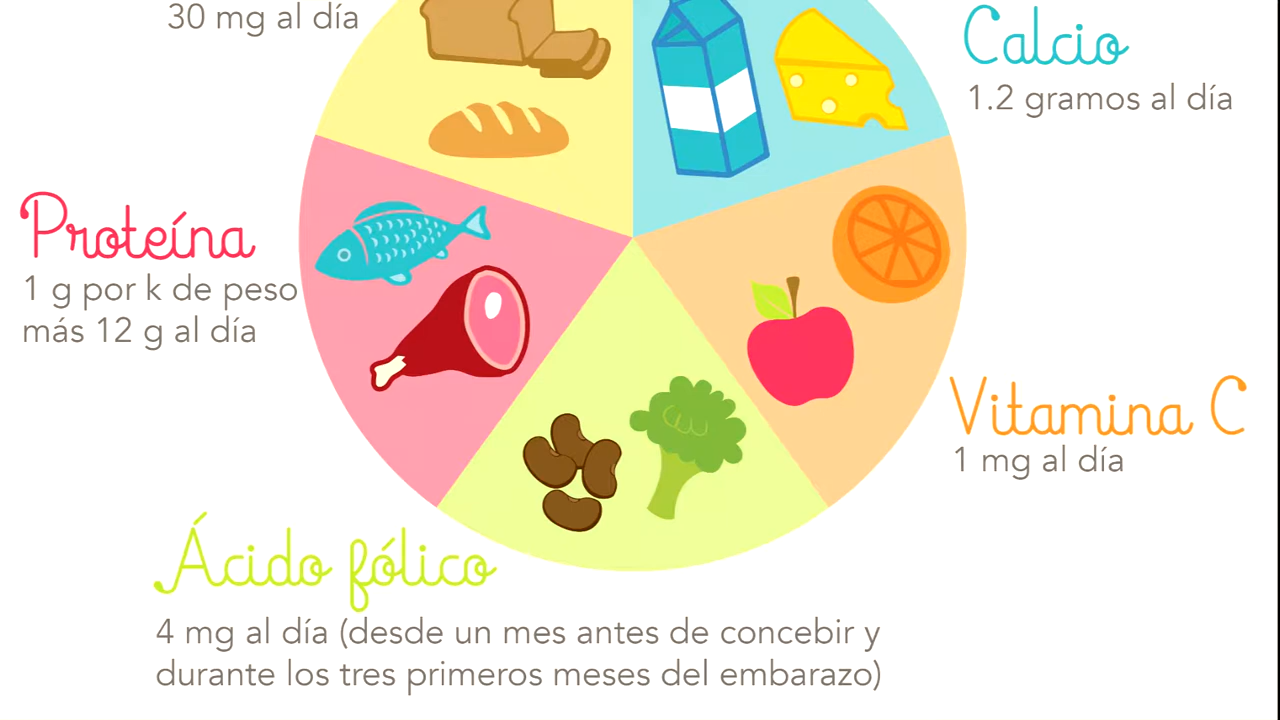 30 mg al día
Calcio
1.2 gramos al día
Proteína
1 g por k de peso
más 12 g al día
Vitamina C
1 mg al día
Ácido fólico
4 mg al día (desde un mes antes de concebir y
durante los tres primeros meses del embarazo)